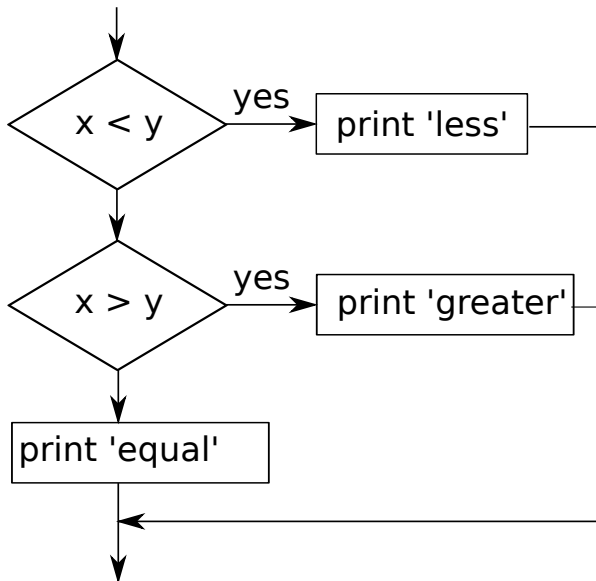 x < y
yes
print 'less'
x > y
yes
print 'greater'
print 'equal'